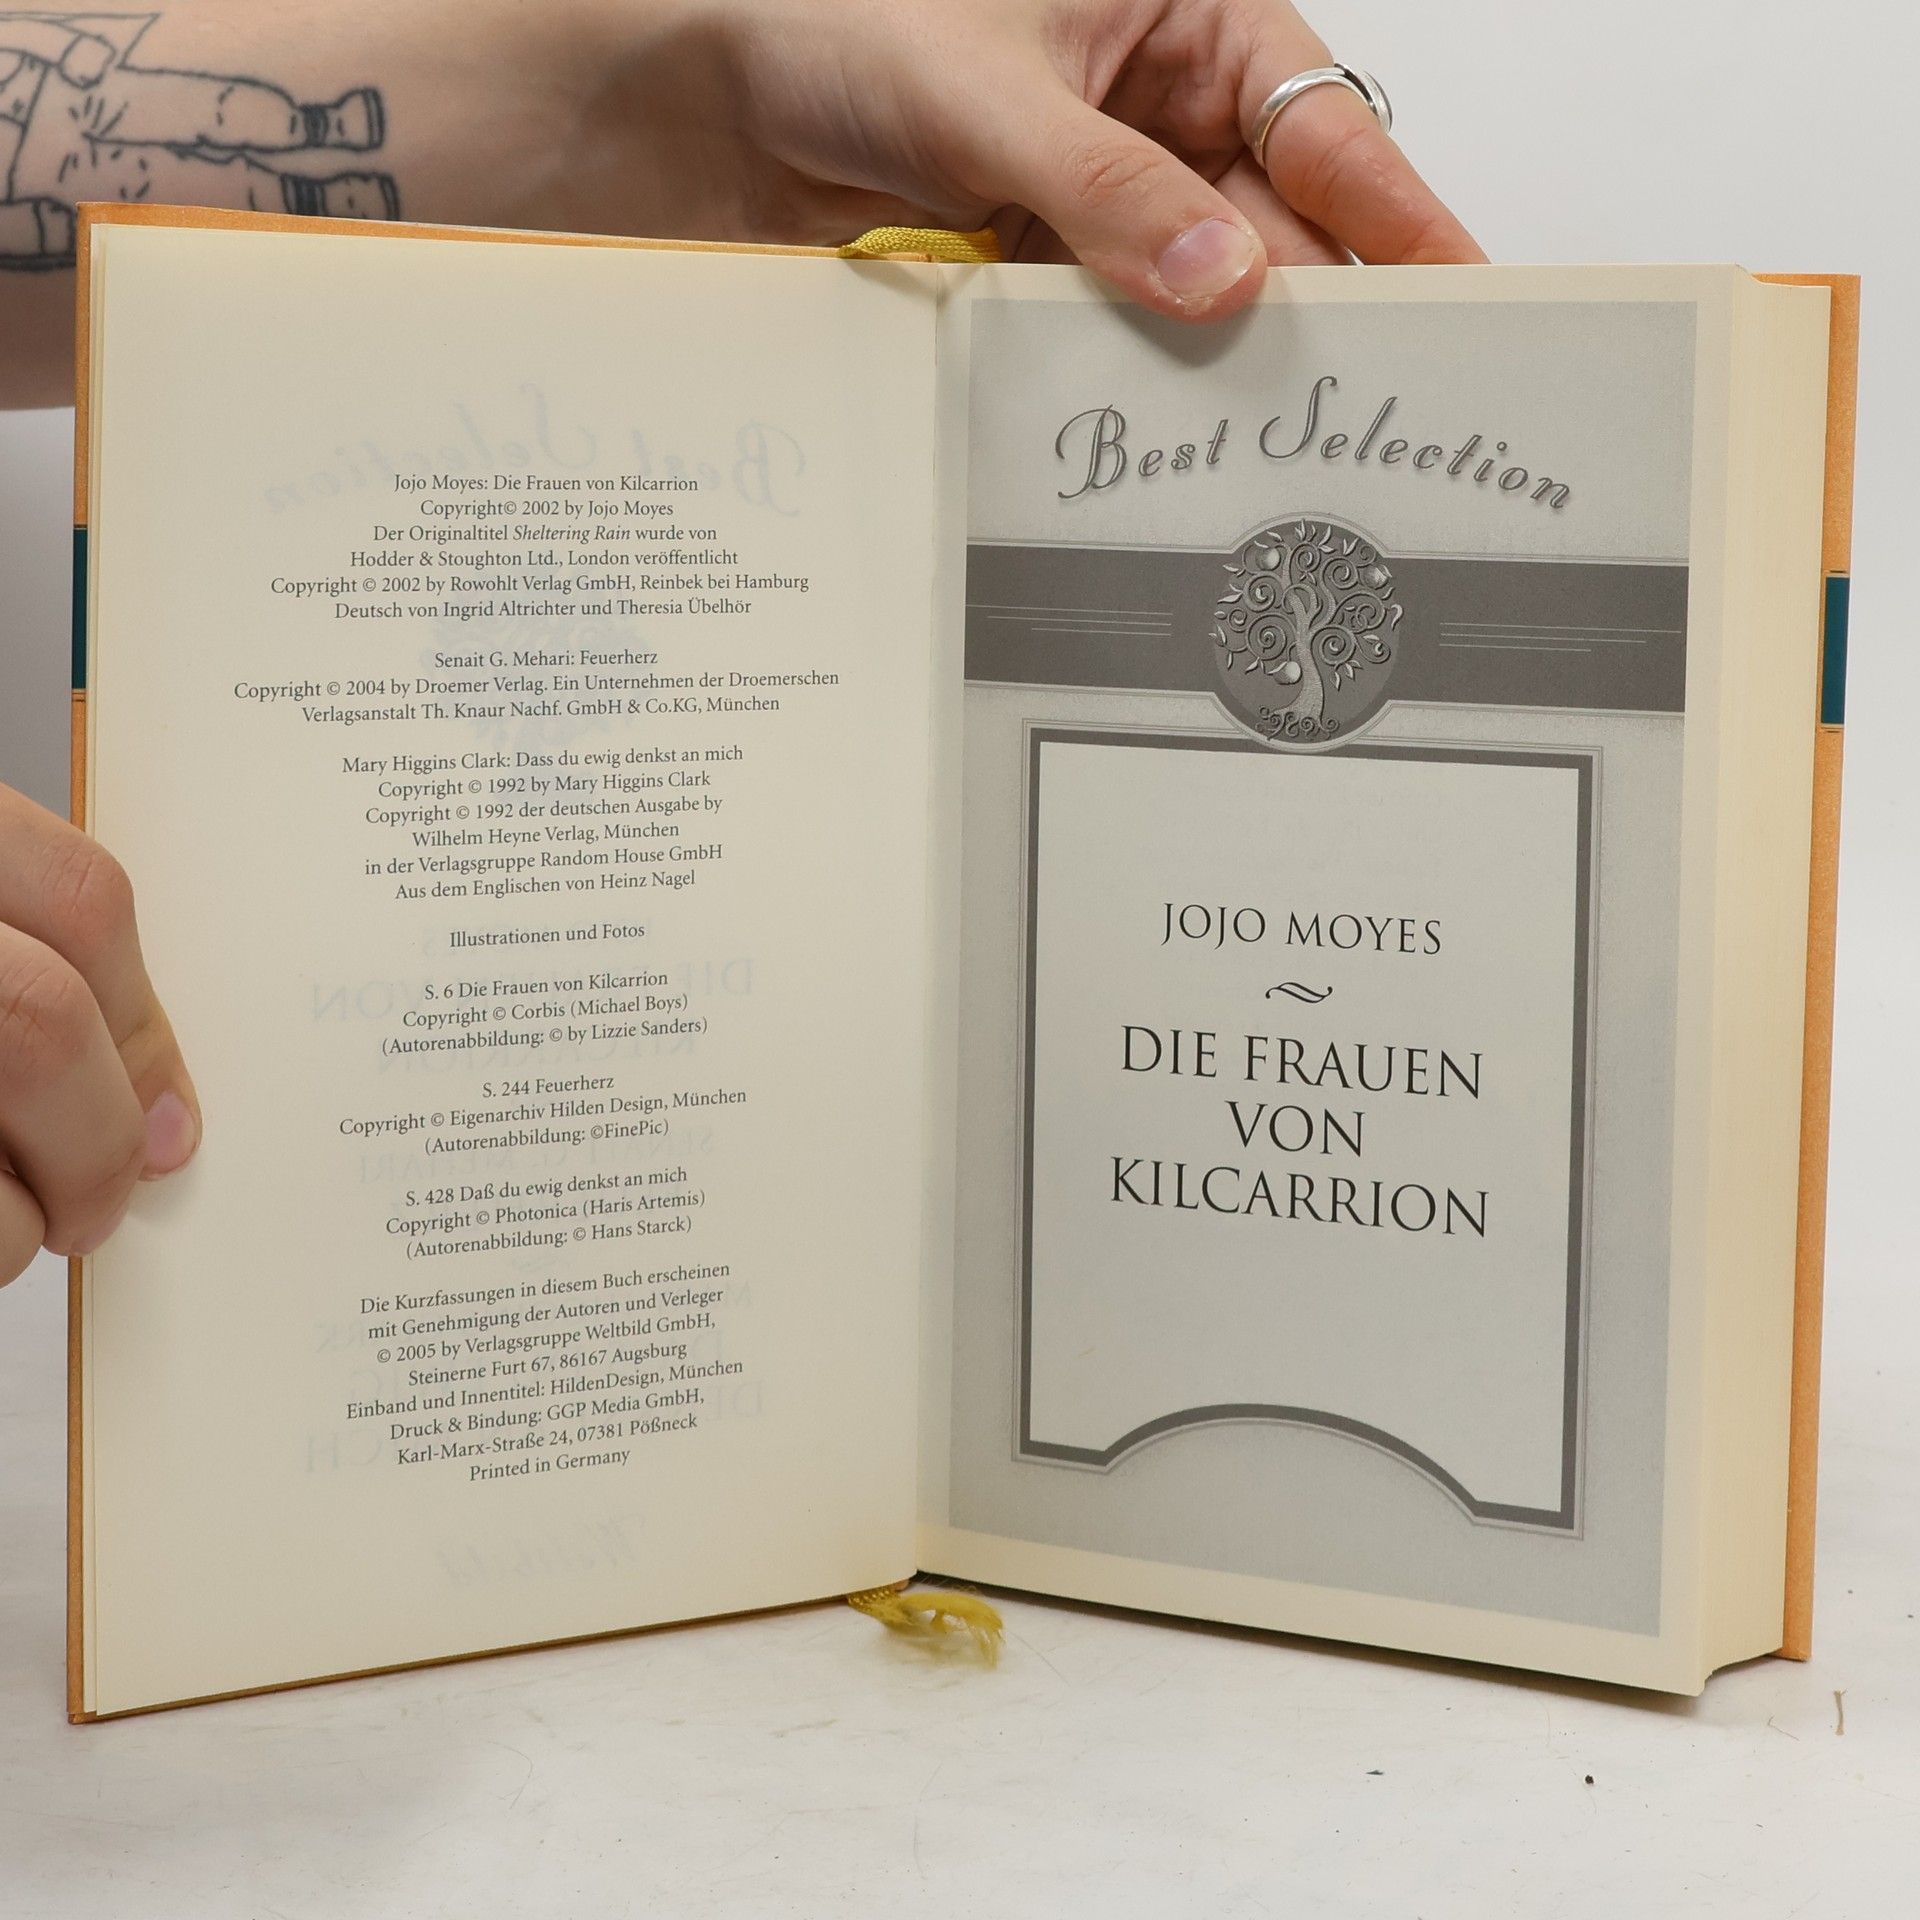 Jojo Moyes: Die Frauen von Kilcarrion
Copyright© 2002 by Jojo Moyes
Der Originaltitel Sheltering Rain wurde von
Hodder & Stoughton Ltd., London veröffentlicht
Copyright © 2002 by Rowohlt Verlag GmbH, Reinbek bei Hamburg
Deutsch von Ingrid Altrichter und Theresia Übelhör
Senait G. Mehari: Feuerherz
Copyright © 2004 by Droemer Verlag. Ein Unternehmen der Droemerschen
Verlagsanstalt Th. Knaur Nachf. GmbH & Co.KG, München
Mary Higgins Clark: Dass du ewig denkst an mich
Copyright © 1992 by Mary Higgins Clark
Copyright © 1992 der deutschen Ausgabe by
Wilhelm Heyne Verlag, München
in der Verlagsgruppe Random House GmbH
Aus dem Englischen von Heinz Nagel
Illustrationen und Fotos
S. 6 Die Frauen von Kilcarrion
Copyright © Corbis (Michael Boys)
(Autorenabbildung: © by Lizzie Sanders)
S. 244 Feuerherz
Copyright © Eigenarchiv Hilden Design, München
(Autorenabbildung: ©FinePic)
S. 428 Daß du ewig denkst an mich
Copyright © Photonica (Haris Artemis)
(Autorenabbildung: © Hans Starck)
Die Kurzfassungen in diesem Buch erscheinen
mit Genehmigung der Autoren und Verleger
© 2005 by Verlagsgruppe Weltbild GmbH,
Steinerne Furt 67, 86167 Augsburg
Einband und Innentitel: HildenDesign, München
Druck & Bindung: GGP Media GmbH,
Karl-Marx-Straße 24, 07381 Pößneck
Printed in Germany
Best Selection
JOJO MOYES
DIE FRAUEN
VON
KILCARRION